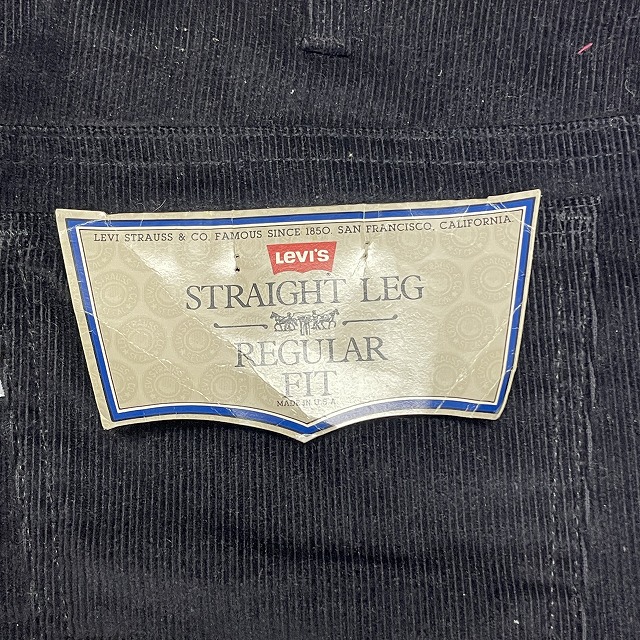 LEVI STRAUSS & CO. FAMOUS SINCE 1850. SAN FRANCISCO, CALIFORNIA
LEVI'S
STRAIGHT LEG
REGULAR
FIT
MADE IN U.S.A